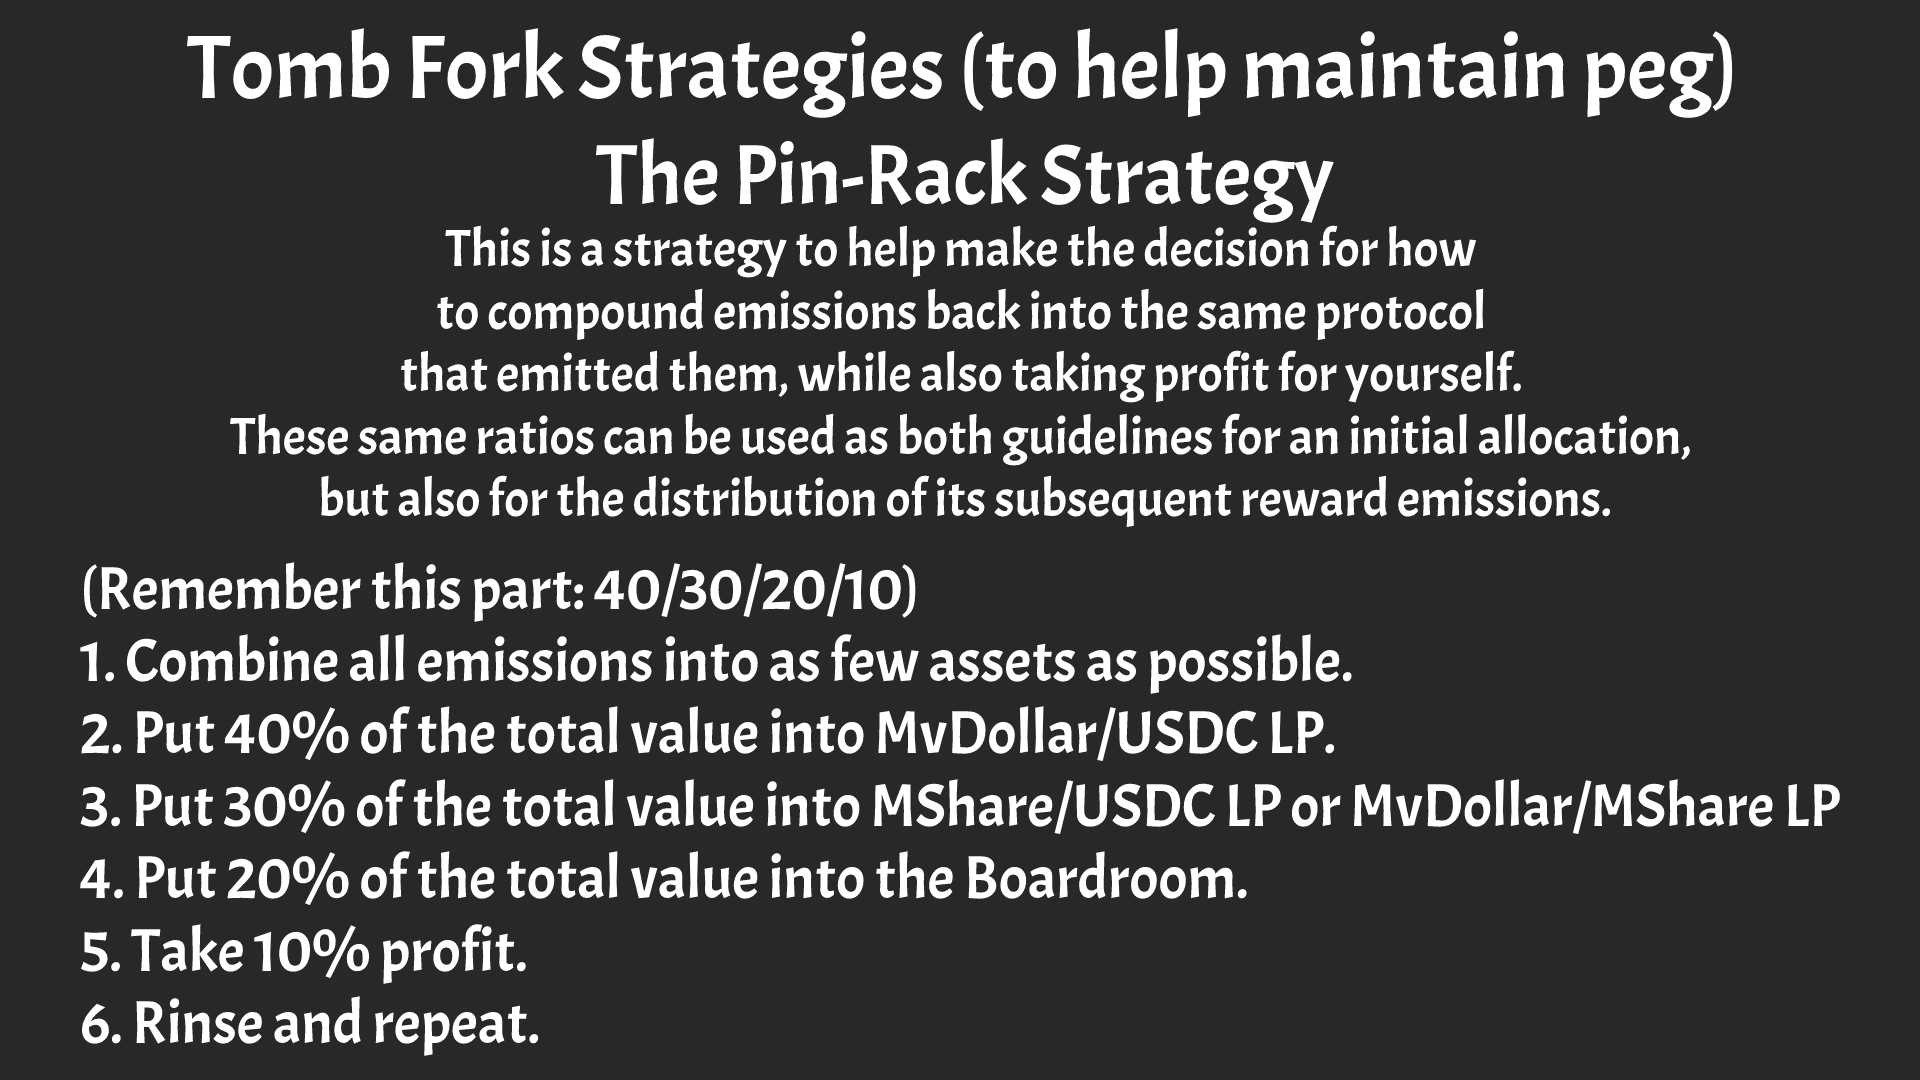 Tomb Fork Strategies (to help maintain peg)
The Pin-Rack Strategy
This is a strategy to help make the decision for how
to compound emissions back into the same protocol
that emitted them, while also taking profit for yourself.
These same ratios can be used as both guidelines for an initial allocation,
but also for the distribution of its subsequent reward emissions.
(Remember this part: 40/30/20/10)
1. Combine all emissions into as few assets as possible.
2. Put 40% of the total value into MvDollar/USDC LP.
3. Put 30% of the total value into MShare/USDC LP or MvDollar/MShare LP
4. Put 20% of the total value into the Boardroom.
5. Take 10% profit.
6. Rinse and repeat.